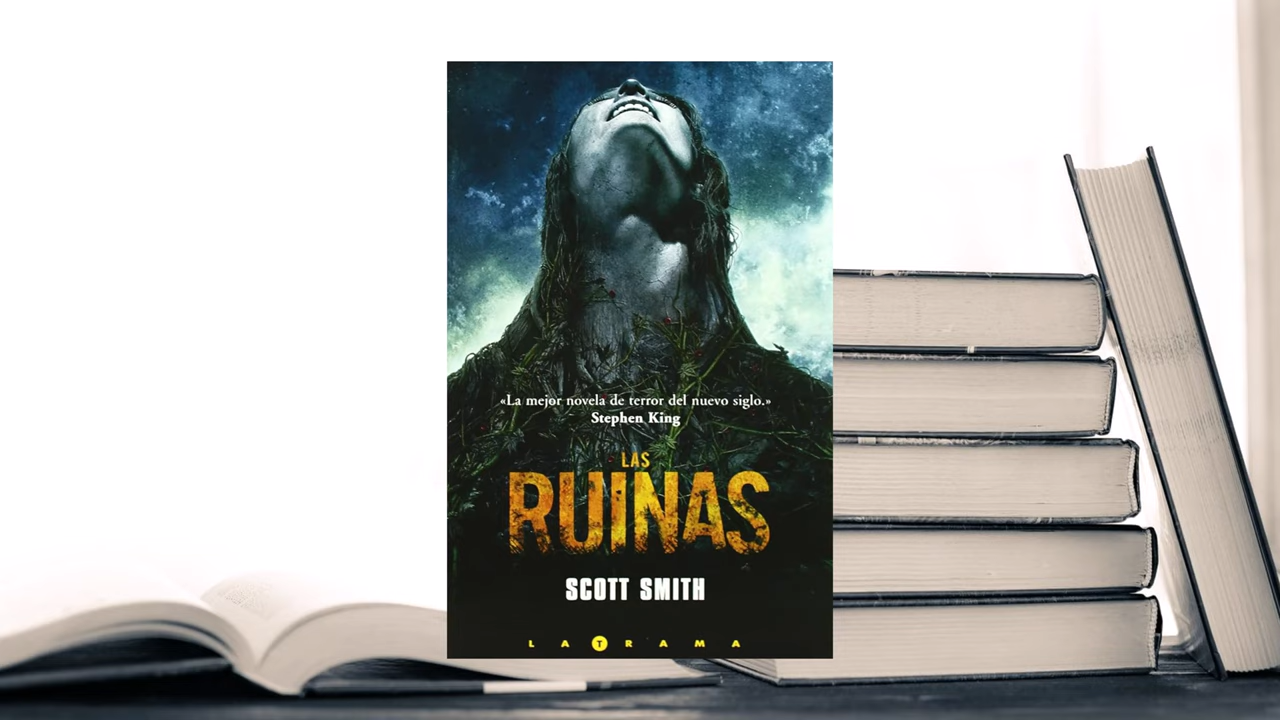 «La mejor novela de terror del nuevo siglo.»
Stephen King
LAS
RUINAS
SCOTT SMITH
LA TRAMA